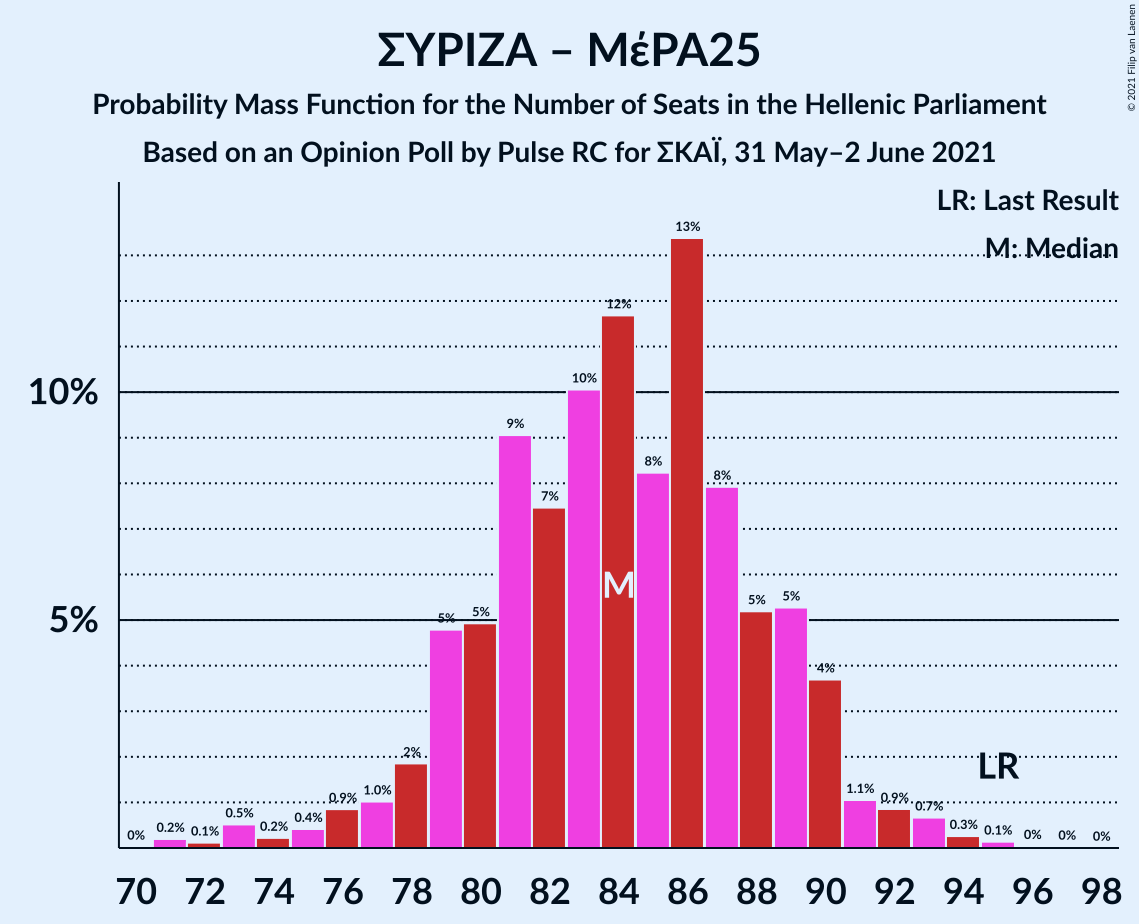 ΣΥΡΙΖΑ – ΜέΡΑ25
Probability Mass Function for the Number of Seats in the Hellenic Parliament
Based on an Opinion Poll by Pulse RC for ΣΚΑΪ, 31 May–2 June 2021
© 2021 Filip van Laenen
LR: Last Result
M: Median
10%
5%
0% 0.2% 0.1% 0.5% 0.2% 0.4% 0.9% 1.0% 2% 5% 5% 9% 7% 10% 12% 8% 13% 8% 5% 5% 4% 1.1% 0.9% 0.7% 0.3% 0.1% 0% 0% 0%
M
LR
70 72 74 76 78 80 82 84 86 88 90 92 94 96 98